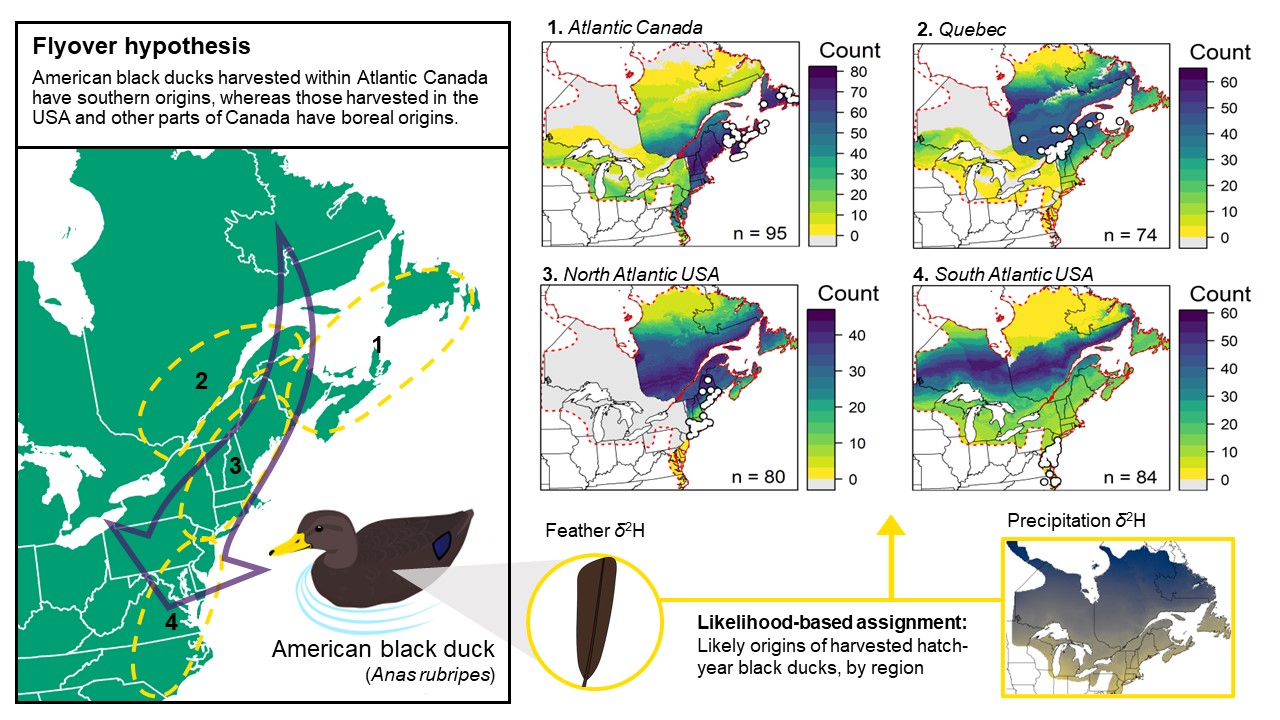 Flyover hypothesis
American black ducks harvested within Atlantic Canada
have southern origins, whereas those harvested in the
USA and other parts of Canada have boreal origins.
1
2
3
4
American black duck
(Anas rubripes)
1. Atlantic Canada
Count
80
70
60
50
40
30
20
10
0
n = 95
2. Quebec
Count
60
50
40
30
20
10
0
n = 74
3. North Atlantic USA
Count
40
30
20
10
0
n = 80
4. South Atlantic USA
Count
60
50
40
30
20
10
0
n = 84
Feather δ²H
Precipitation δ²H
Likelihood-based assignment:
Likely origins of harvested hatch-
year black ducks, by region